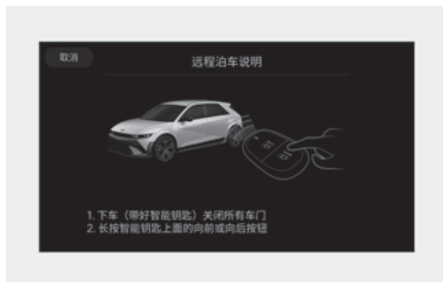 取消
远程泊车说明
1. 下车（带好智能钥匙）关闭所有车门
2. 长按智能钥匙上面的向前或向后按钮